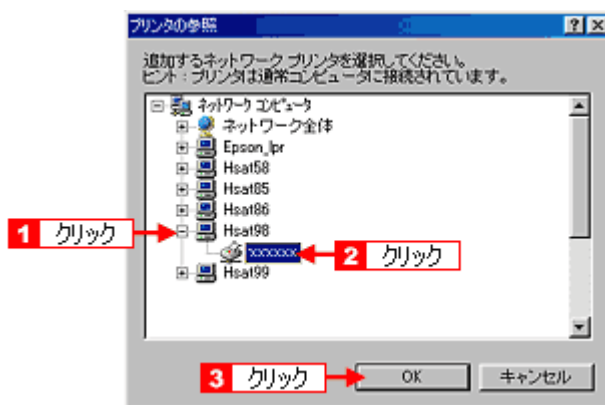 プリンタの参照
追加するネットワーク プリンタを選択してください。
ヒント : プリンタは通常コンピュータに接続されています。
ネットワーク コンピュータ
ネットワーク全体
Epson_lpr
Hsat58
Hsat85
Hsat86
1 クリック
Hsat98
xxxxxx
2 クリック
Hsat99
3 クリック
OK
キャンセル